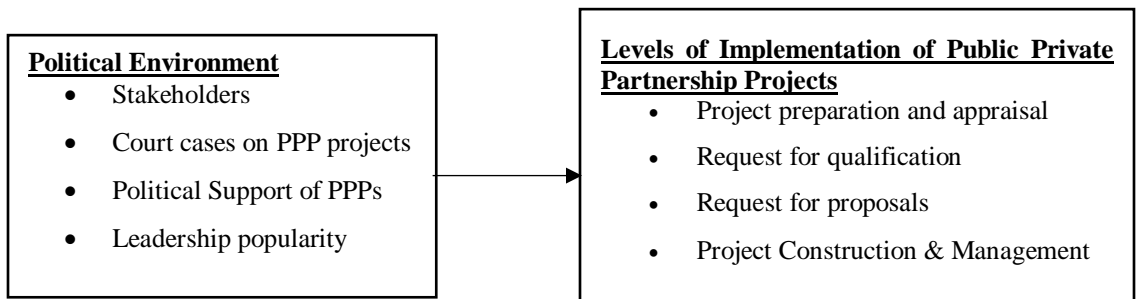 Political Environment
• Stakeholders
• Court cases on PPP projects
• Political Support of PPPs
• Leadership popularity
Levels of Implementation of Public Private
Partnership Projects
• Project preparation and appraisal
• Request for qualification
• Request for proposals
• Project Construction & Management